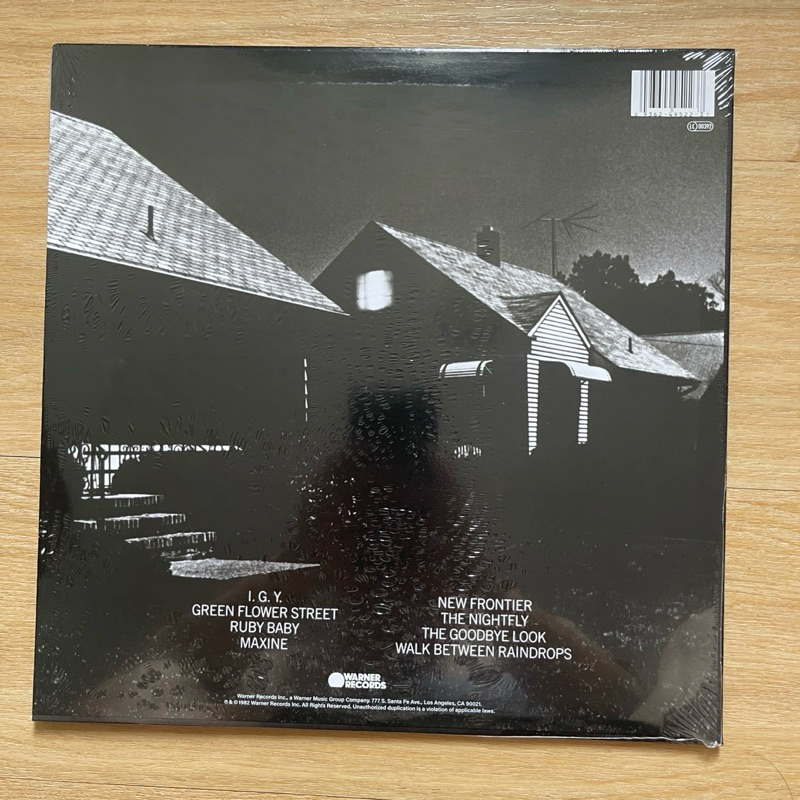 LC 00392
I. G. Y.
GREEN FLOWER STREET
RUBY BABY
MAXINE
NEW FRONTIER
THE NIGHTFLY
THE GOODBYE LOOK
WALK BETWEEN RAINDROPS
WARNER
RECORDS
Warner Records Inc., a Warner Music Group Company. 777 S. Santa Fe Ave., Los Angeles, CA 90021.
℗ & © 1982 Warner Records Inc. All Rights Reserved. Unauthorized duplication is a violation of applicable laws.